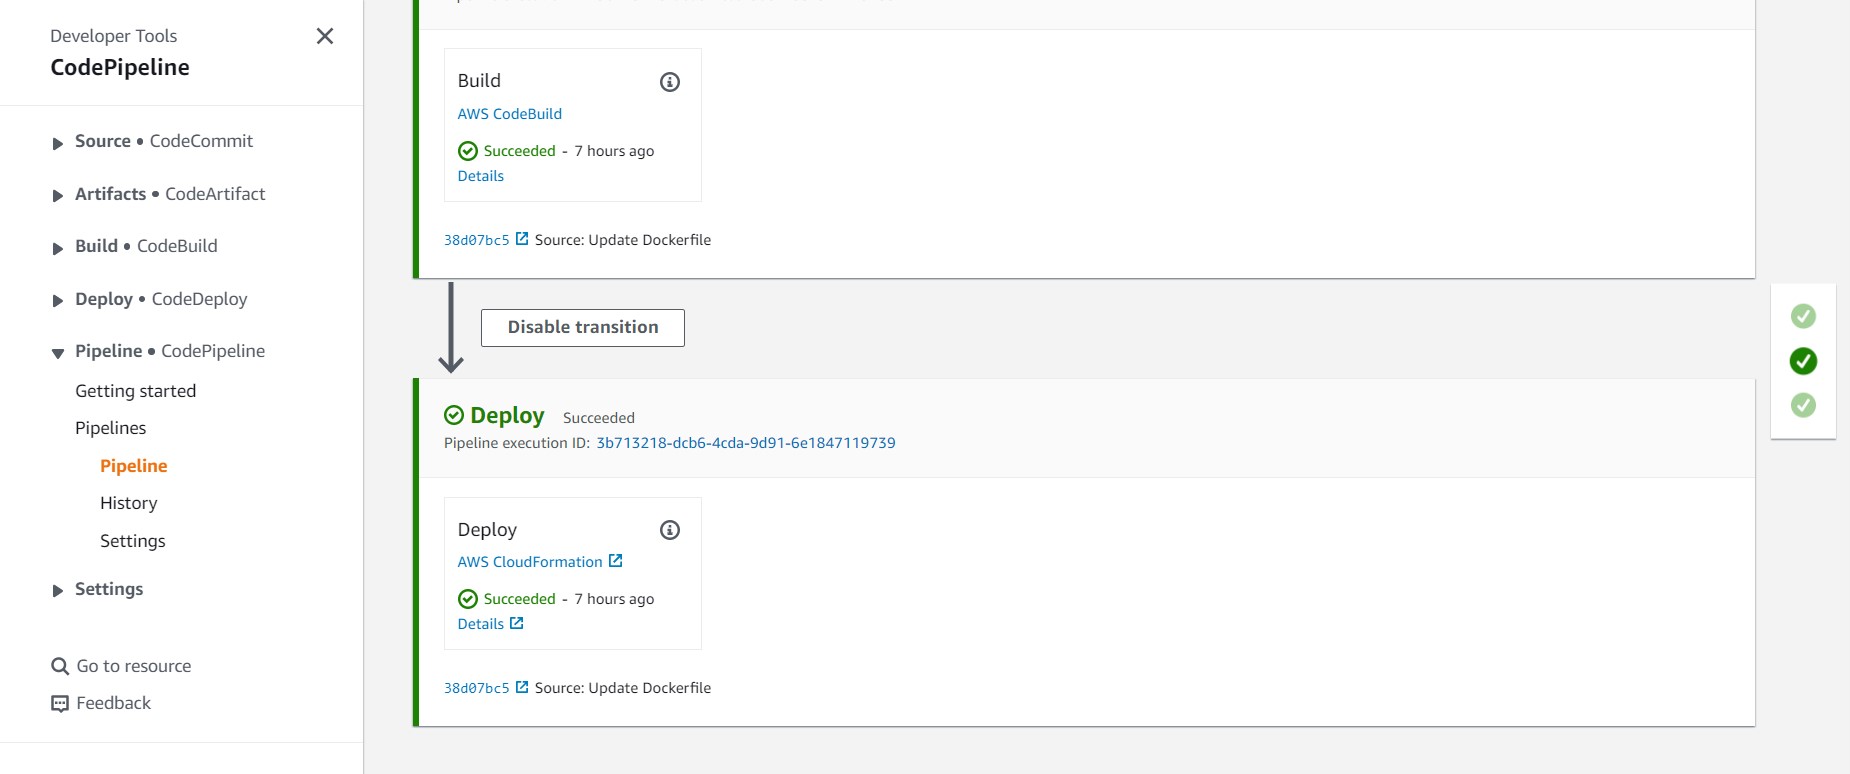 Developer Tools
CodePipeline
Source • CodeCommit
Artifacts • CodeArtifact
Build • CodeBuild
Deploy • CodeDeploy
Pipeline • CodePipeline
Getting started
Pipelines
Pipeline
History
Settings
Settings
Go to resource
Feedback
Build
AWS CodeBuild
Succeeded - 7 hours ago
Details
38d07bc5 Source: Update Dockerfile
Disable transition
Deploy Succeeded
Pipeline execution ID: 3b713218-dcb6-4cda-9d91-6e1847119739
Deploy
AWS CloudFormation
Succeeded - 7 hours ago
Details
38d07bc5 Source: Update Dockerfile